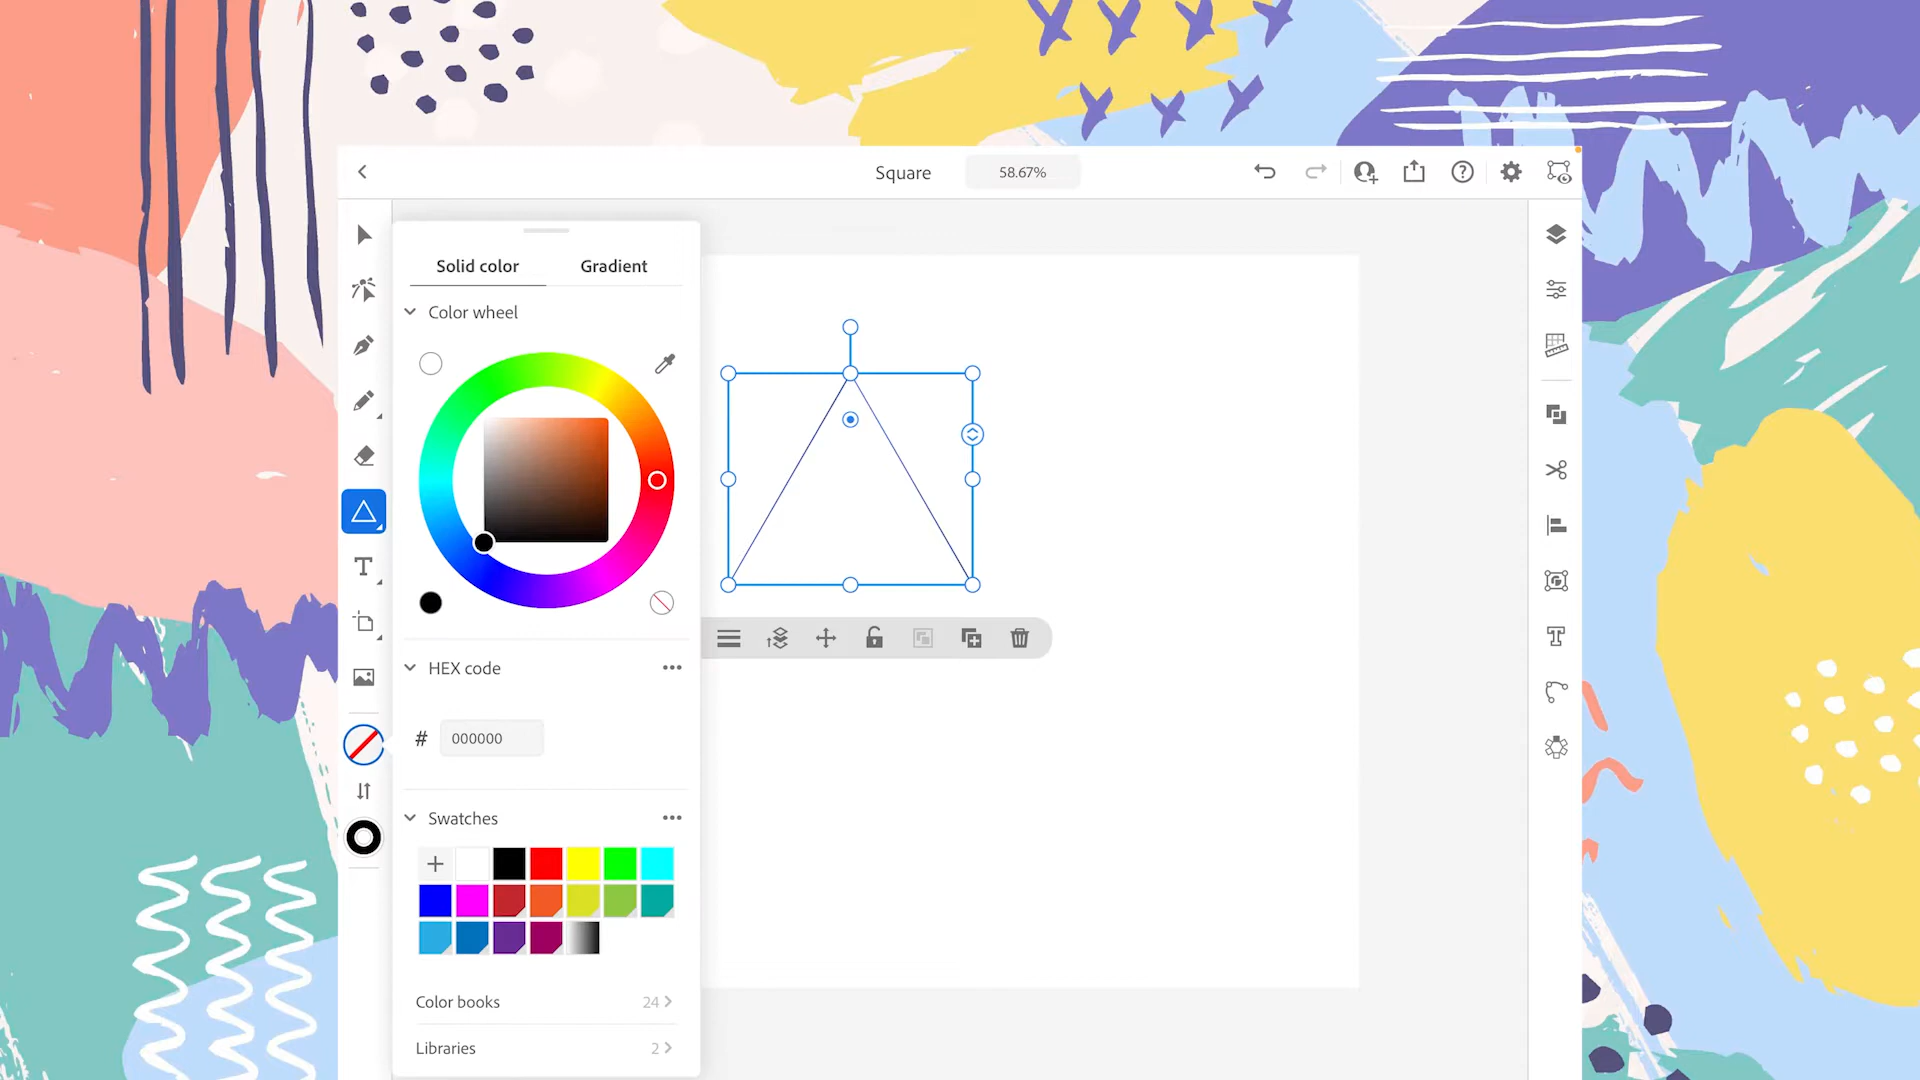 Square
58.67%
Solid color
Gradient
Color wheel
HEX code
# 000000
Swatches
Color books
24
Libraries
2